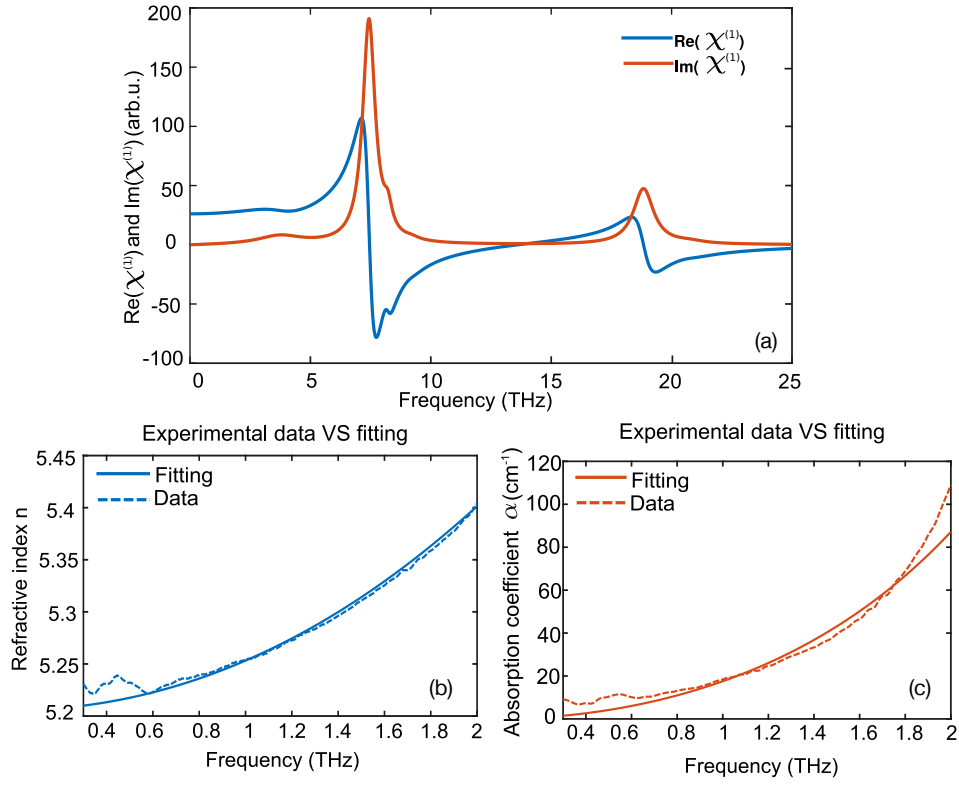 Re(χ⁽¹⁾) and Im(χ⁽¹⁾) (arb.u.)
200
150
100
50
0
-50
-100
Re( χ⁽¹⁾)
Im( χ⁽¹⁾)
(a)
0 5 10 15 20 25
Frequency (THz)
Experimental data VS fitting
Refractive index n
5.45
5.4
5.35
5.3
5.25
5.2
Fitting
Data
(b)
0.4 0.6 0.8 1 1.2 1.4 1.6 1.8 2
Frequency (THz)
Experimental data VS fitting
Absorption coefficient α(cm⁻¹)
120
100
80
60
40
20
0
Fitting
Data
(c)
0.4 0.6 0.8 1 1.2 1.4 1.6 1.8 2
Frequency (THz)